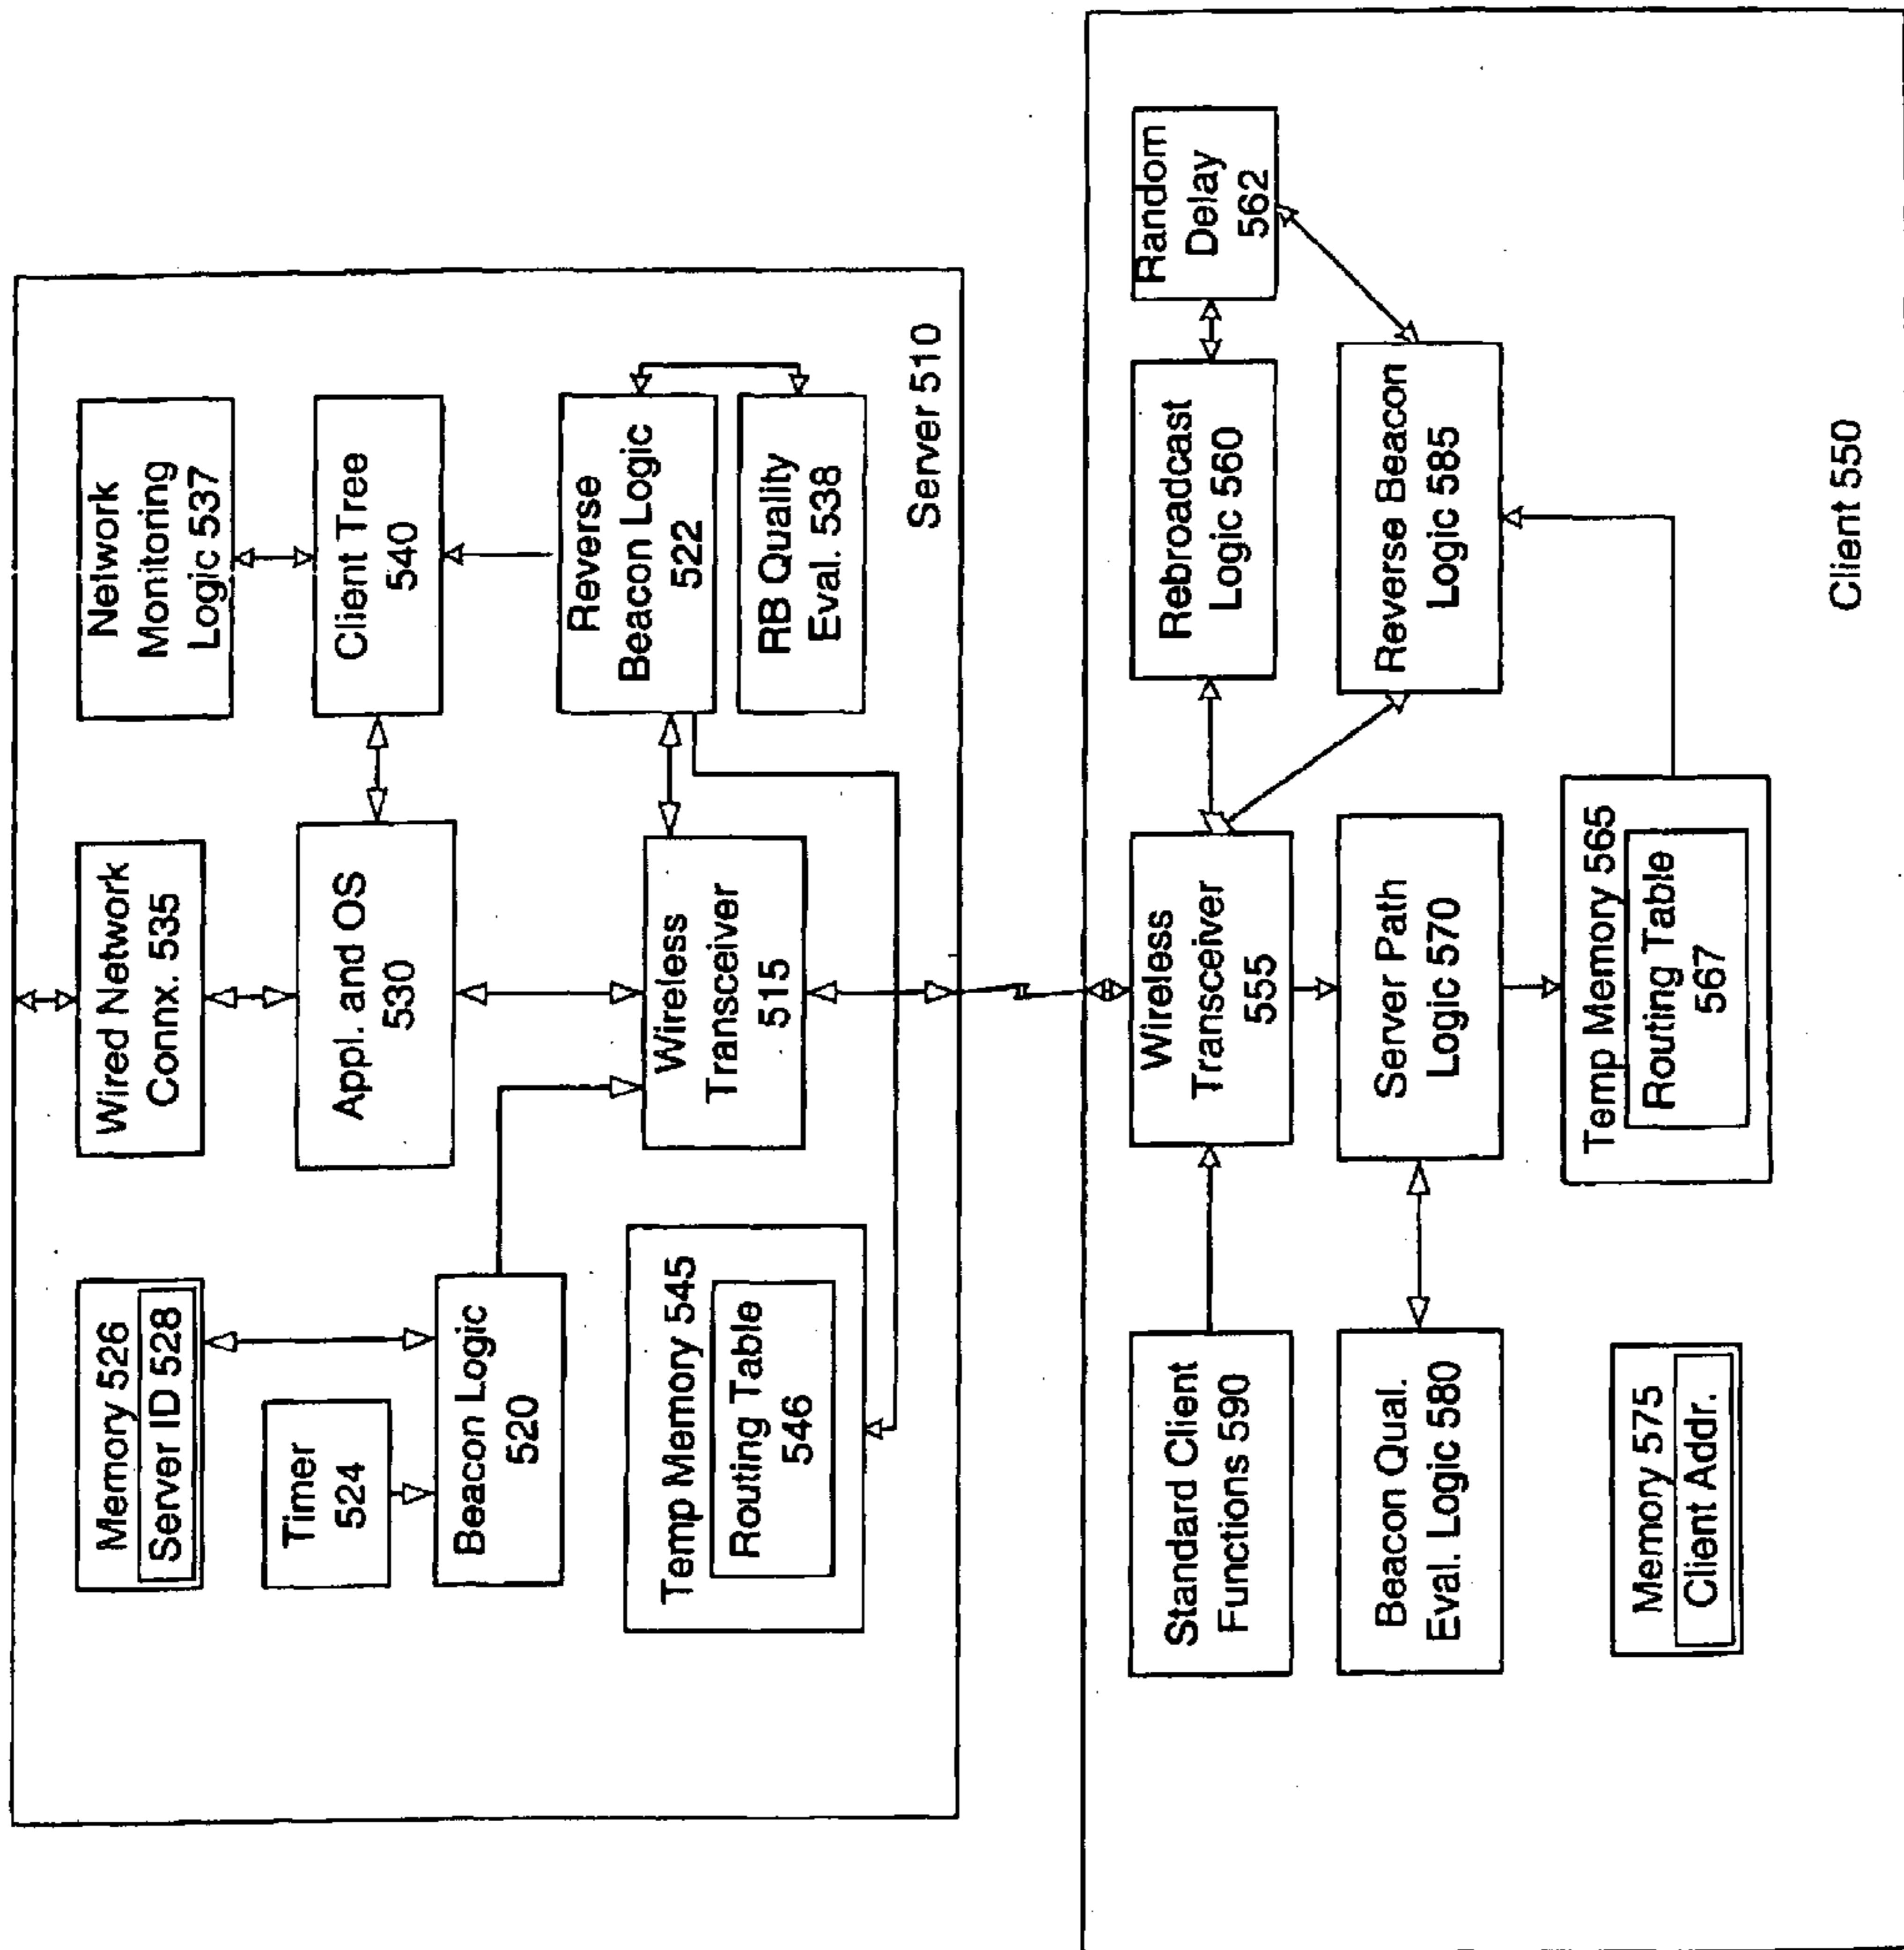 Memory 526
Server ID 528
Timer
524
Beacon Logic
520
Temp Memory 545
Routing Table
546
Wired Network
Connx. 535
Appl. and OS
530
Wireless
Transceiver
515
Network
Monitoring
Logic 537
Client Tree
540
Reverse
Beacon Logic
522
RB Quality
Eval. 538
Server 510
Standard Client
Functions 590
Beacon Qual.
Eval. Logic 580
Memory 575
Client Addr.
Wireless
Transceiver
555
Server Path
Logic 570
Temp Memory 565
Routing Table
567
Rebroadcast
Logic 560
Random
Delay
562
Reverse Beacon
Logic 585
Client 550